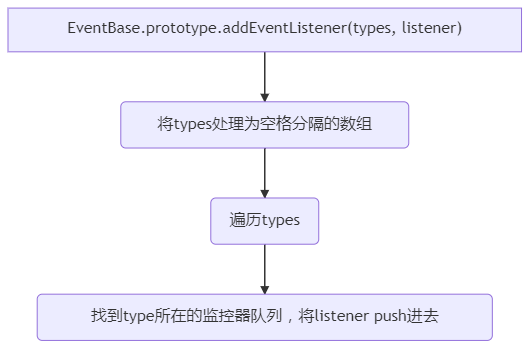 EventBase.prototype.addEventListener(types, listener)
将types处理为空格分隔的数组
遍历types
找到type所在的监控器队列，将listener push进去